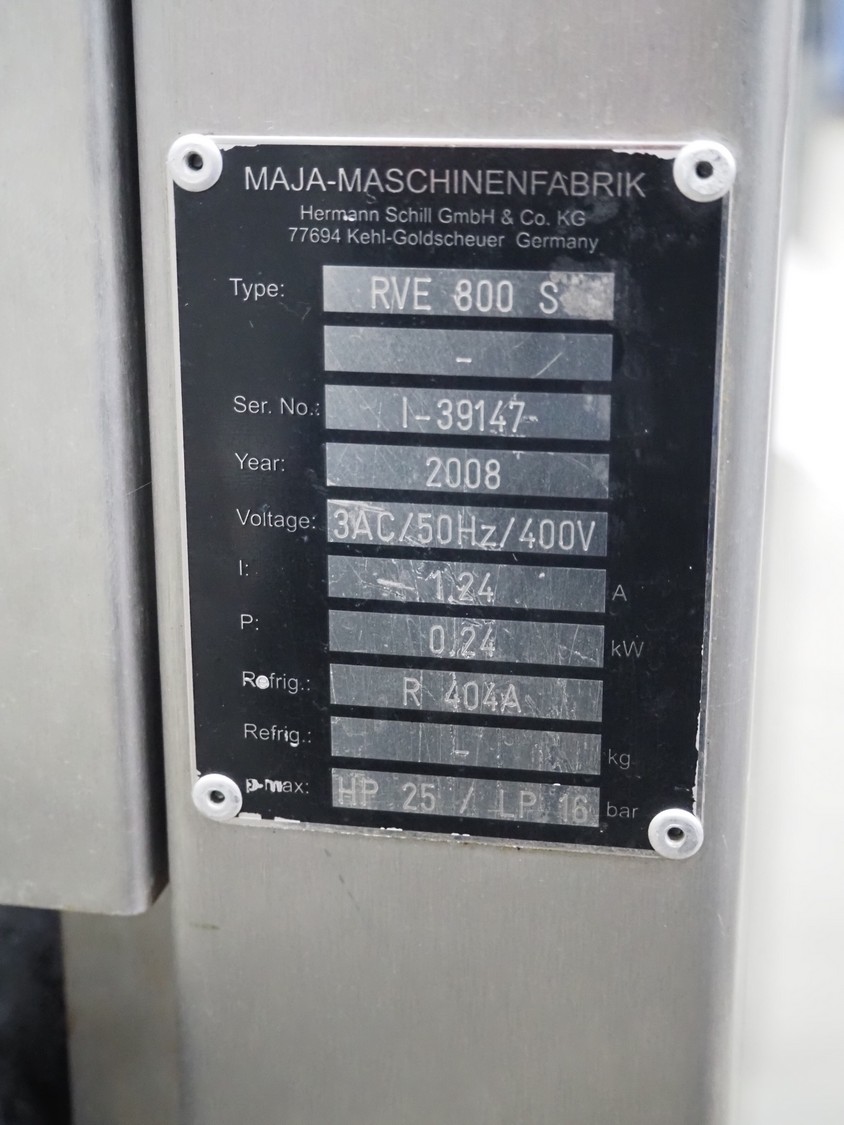 MAJA-MASCHINENFABRIK
Hermann Schill GmbH & Co. KG
77694 Kehl-Goldscheuer Germany
Type: RVE 800 S
-
Ser. No.: I-39147
Year: 2008
Voltage: 3AC/50Hz/400V
I: 1.24 A
P: 0.24 kW
Refrig.: R 404A
Refrig.: - kg
p-max: HP 25 / LP 16 bar